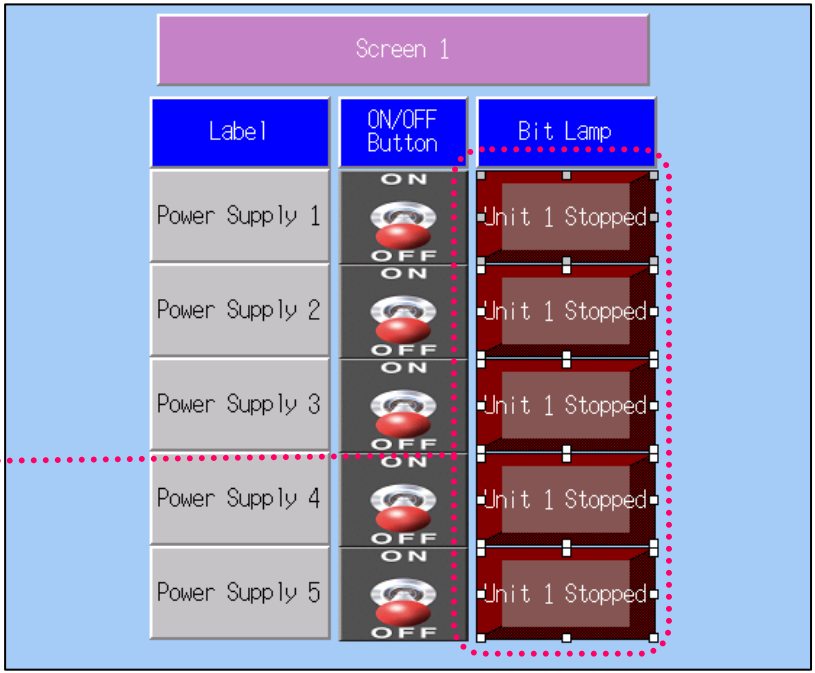 Screen 1
Label
ON/OFF
Button
Bit Lamp
Power Supply 1
ON
OFF
Unit 1 Stopped
Power Supply 2
ON
OFF
Unit 1 Stopped
Power Supply 3
ON
OFF
Unit 1 Stopped
Power Supply 4
ON
OFF
Unit 1 Stopped
Power Supply 5
ON
OFF
Unit 1 Stopped